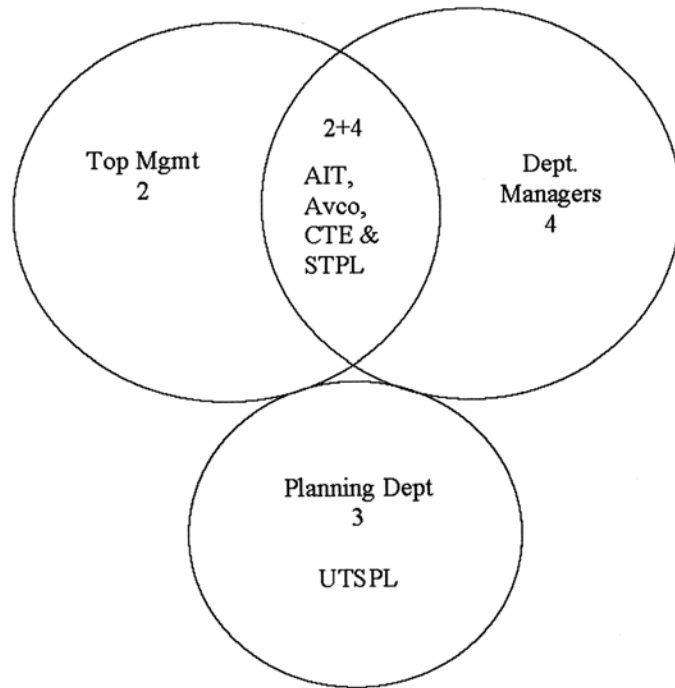 Top Mgmt
2
2+4
AIT,
Avco,
CTE &
STPL
Dept.
Managers
4
Planning Dept
3
UTSPL